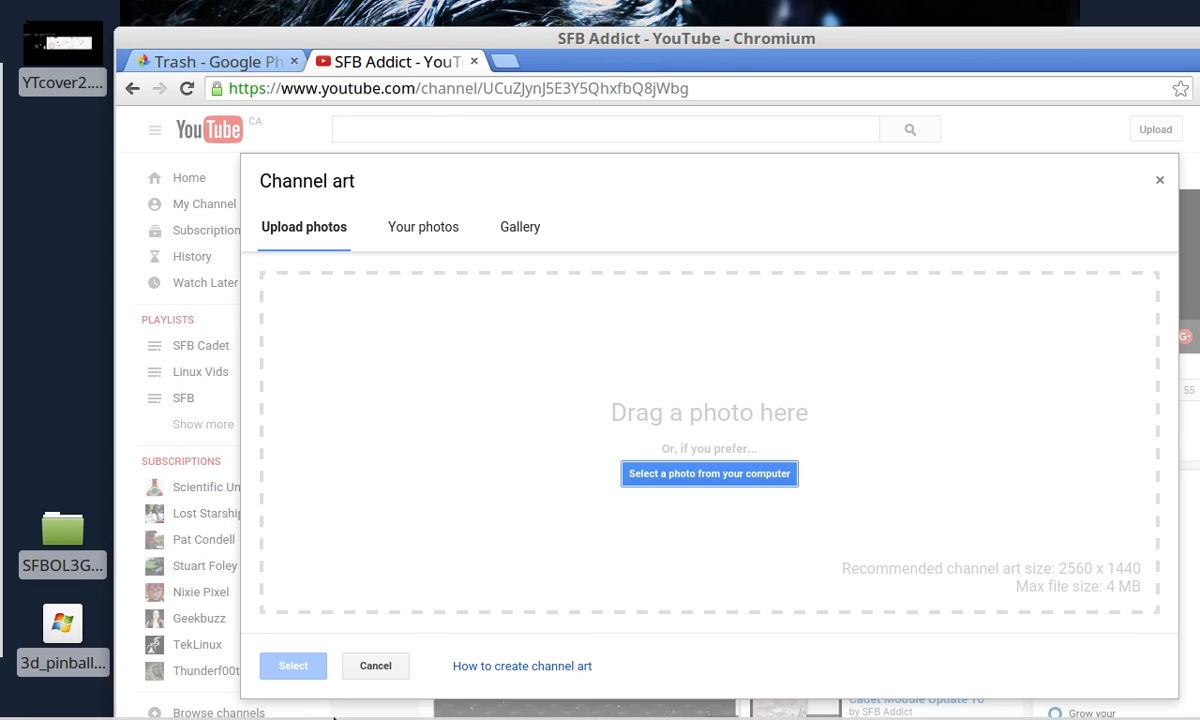 YTcover2....
SFB Addict - YouTube - Chromium
Trash - Google Ph
SFB Addict - YouT
https://www.youtube.com/channel/UCuZJynJ5E3Y5QhxfbQ8jWbg
YouTube CA
Upload
Home
My Channel
Subscription
History
Watch Later
PLAYLISTS
SFB Cadet
Linux Vids
SFB
Show more
SUBSCRIPTIONS
Scientific Un
Lost Starship
Pat Condell
Stuart Foley
Nixie Pixel
Geekbuzz
TekLinux
Thunderf00t
Browse channels
Channel art
Upload photos
Your photos
Gallery
Drag a photo here
Or, if you prefer...
Select a photo from your computer
Recommended channel art size: 2560 x 1440
Max file size: 4 MB
Select
Cancel
How to create channel art
SFBOL3G...
3d_pinball...
55
Cadet Module Update 10
by SFB Addict
Grow your